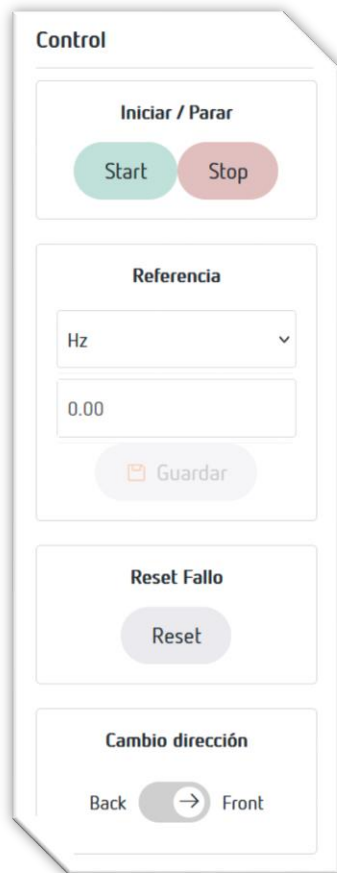 Control
Iniciar / Parar
Start Stop
Referencia
Hz
0.00
Guardar
Reset Fallo
Reset
Cambio dirección
Back Front